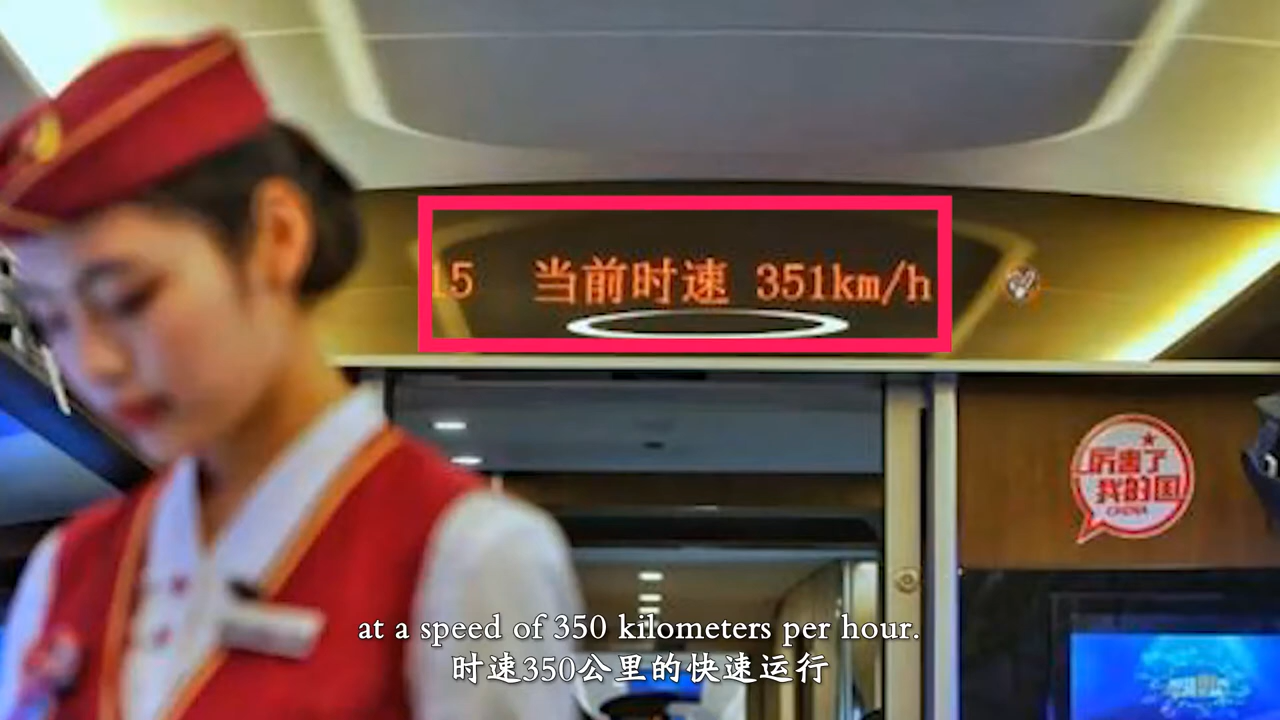 15 当前时速 351km/h
厉害了
我的国
CHINA
at a speed of 350 kilometers per hour.
时速350公里的快速运行